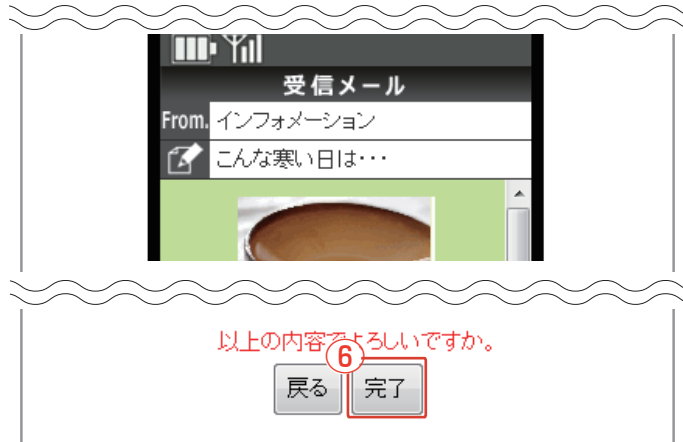 受信メール
From. インフォメーション
こんな寒い日は・・・
以上の内容でよろしいですか。
⑥
戻る 完了